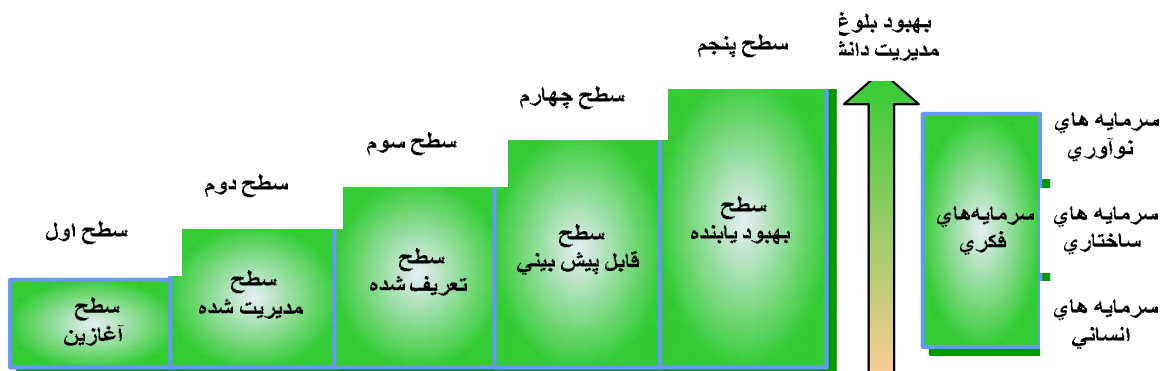 بهبود بلوغ
مديريت دانش
سطح پنجم
سطح چهارم
سطح سوم
سطح دوم
سطح اول
سرمايه هاي
نوآوري
سرمايه هاي
ساختاري
سرمايه هاي
انساني
سرمايه‌هاي
فكري
سطح
بهبود يابنده
سطح
قابل پيش بيني
سطح
تعريف شده
سطح
مديريت شده
سطح
آغازين